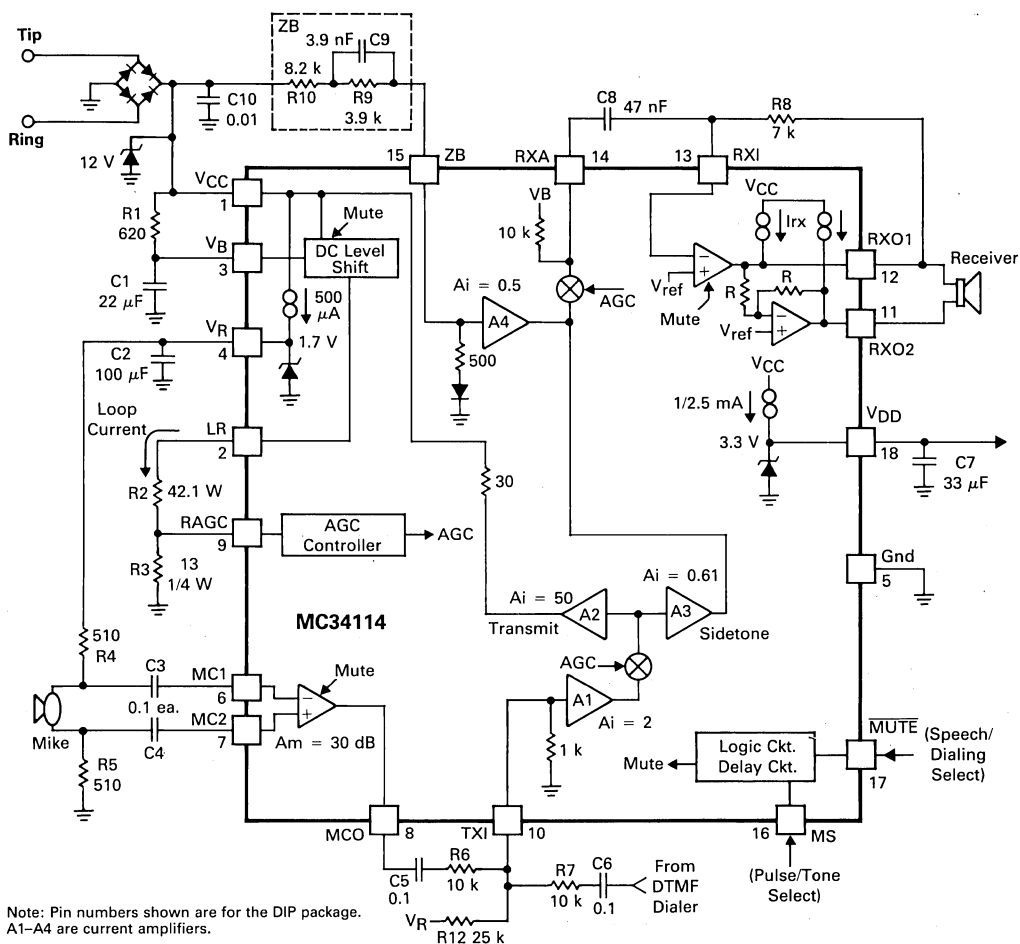 Tip
Ring
ZB
3.9 nF
C9
8.2 k
R10
R9
3.9 k
C10
0.01
12 V
C8
47 nF
R8
7 k
15
ZB
RXA
14
13
RXI
VCC
1
R1
620
VB
3
Mute
DC Level
Shift
C1
22 µF
VR
4
C2
100 µF
500
µA
1.7 V
VB
10 k
AGC
Ai = 0.5
A4
500
VCC
Irx
RXO1
12
Receiver
Vref
R
R
Mute
Vref
11
RXO2
VCC
1/2.5 mA
3.3 V
VDD
18
C7
33 µF
Loop
Current
LR
2
R2
42.1 W
30
RAGC
9
AGC
Controller
AGC
R3
13
1/4 W
Gnd
5
MC34114
Ai = 50
A2
Transmit
Ai = 0.61
A3
Sidetone
510
R4
AGC
C3
0.1 ea.
MC1
6
MC2
7
C4
Mute
Am = 30 dB
Mike
R5
510
A1
Ai = 2
1 k
Mute
Logic Ckt.
Delay Ckt.
MUTE
17
(Speech/
Dialing
Select)
MCO
8
TXI
10
16
MS
(Pulse/Tone
Select)
C5
0.1
R6
10 k
R7
10 k
C6
0.1
From
DTMF
Dialer
VR
R12 25 k
Note: Pin numbers shown are for the DIP package.
A1–A4 are current amplifiers.